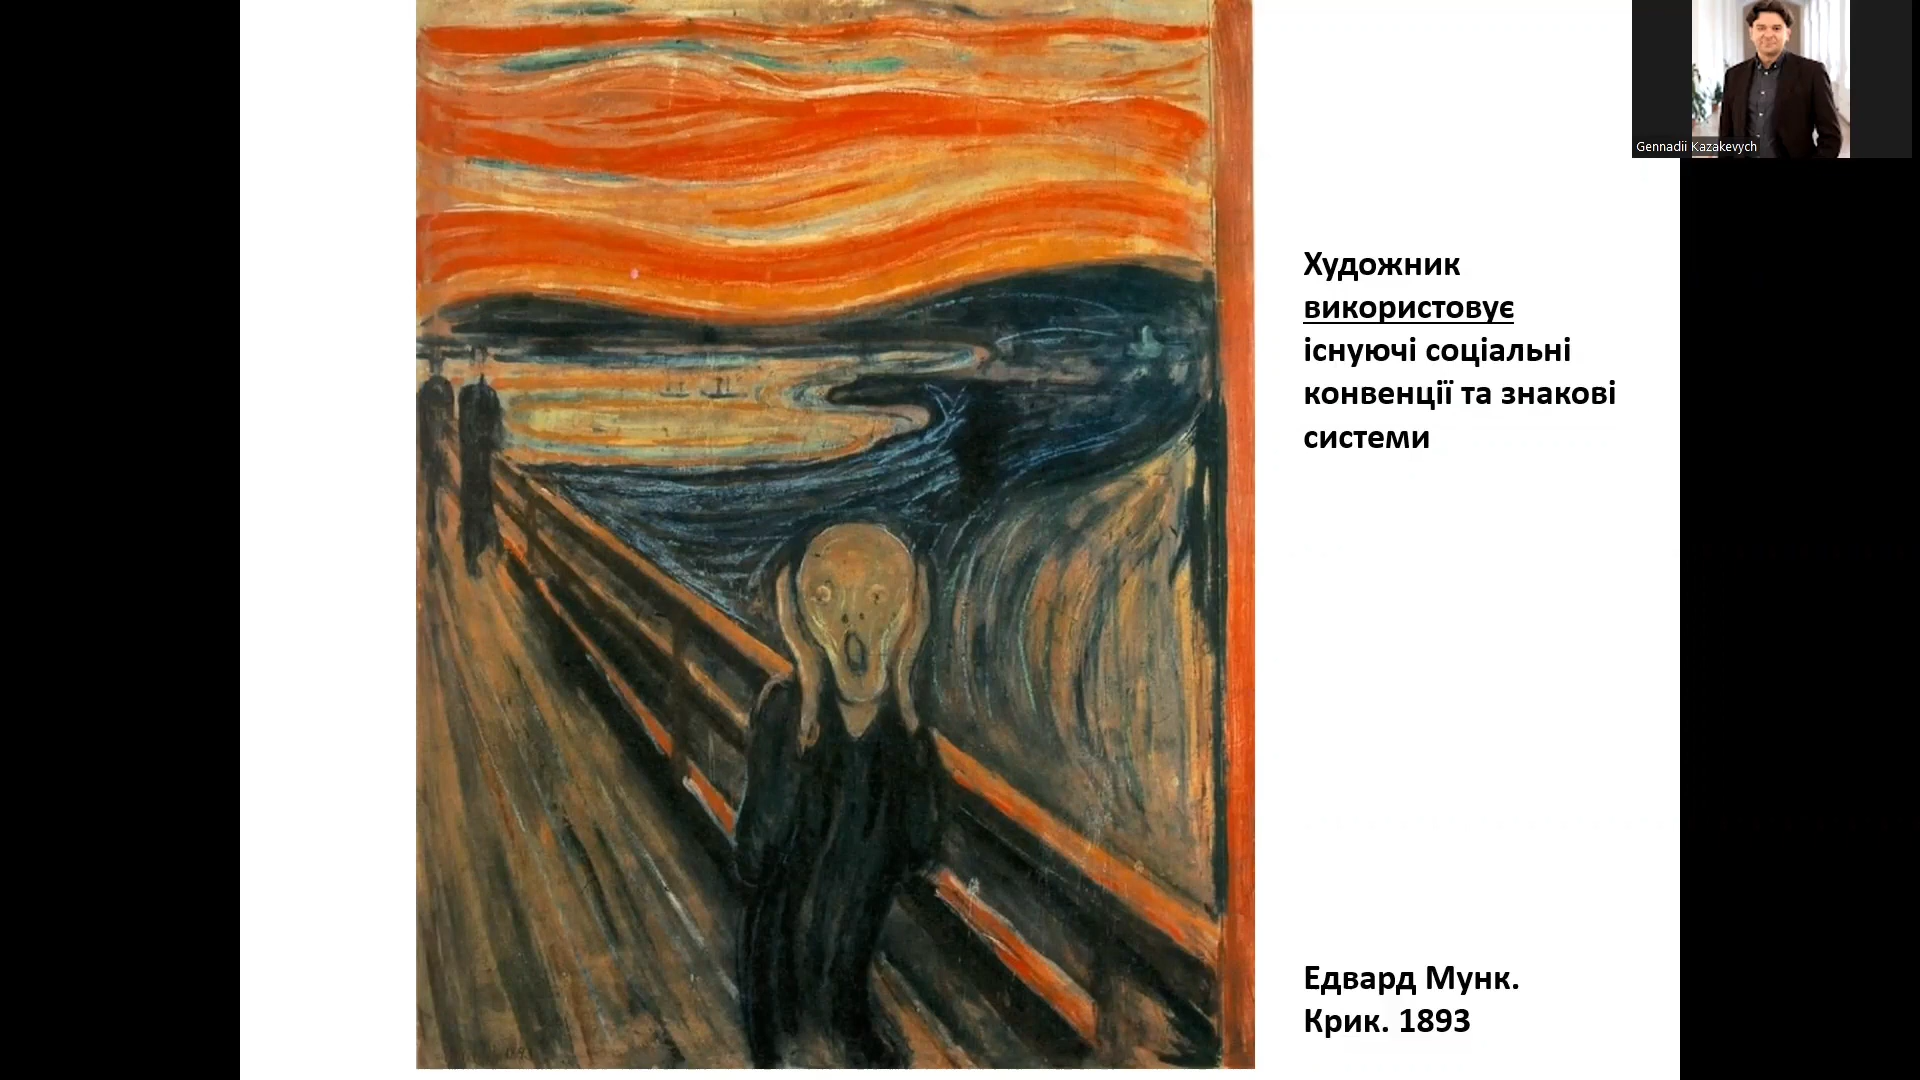 Gennadii Kazakevych
Художник
використовує
існуючі соціальні
конвенції та знакові
системи
Едвард Мунк.
Крик. 1893